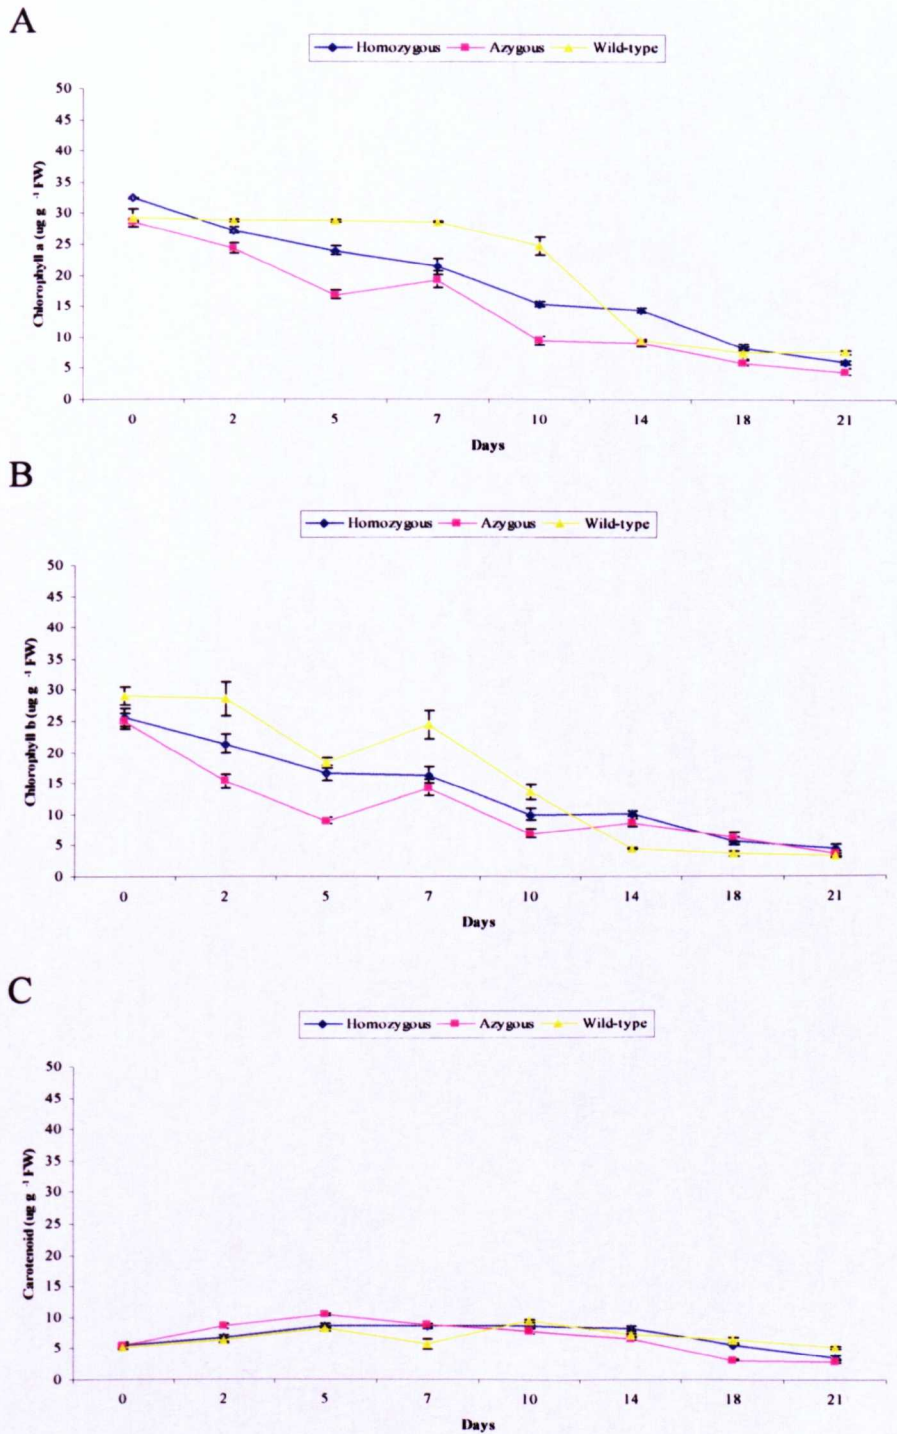 A
Homozygous Azygous Wild-type
50
45
40
35
30
25
20
15
10
5
0
Chlorophyll a (ug g -1 FW)
0 2 5 7 10 14 18 21
Days
B
Homozygous Azygous Wild-type
50
45
40
35
30
25
20
15
10
5
0
Chlorophyll b (ug g -1 FW)
0 2 5 7 10 14 18 21
Days
C
Homozygous Azygous Wild-type
50
45
40
35
30
25
20
15
10
5
0
Carotenoid (ug g -1 FW)
0 2 5 7 10 14 18 21
Days